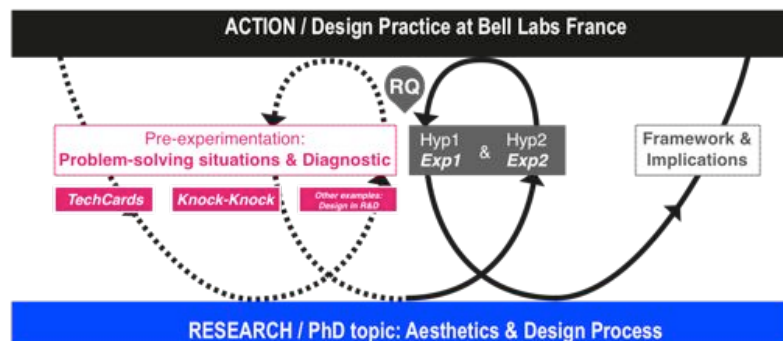 ACTION / Design Practice at Bell Labs France
RQ
Pre-experimentation:
Problem-solving situations & Diagnostic
TechCards
Knock-Knock
Other examples:
Design in R&D
Hyp1 & Hyp2
Exp1 Exp2
Framework &
Implications
RESEARCH / PhD topic: Aesthetics & Design Process